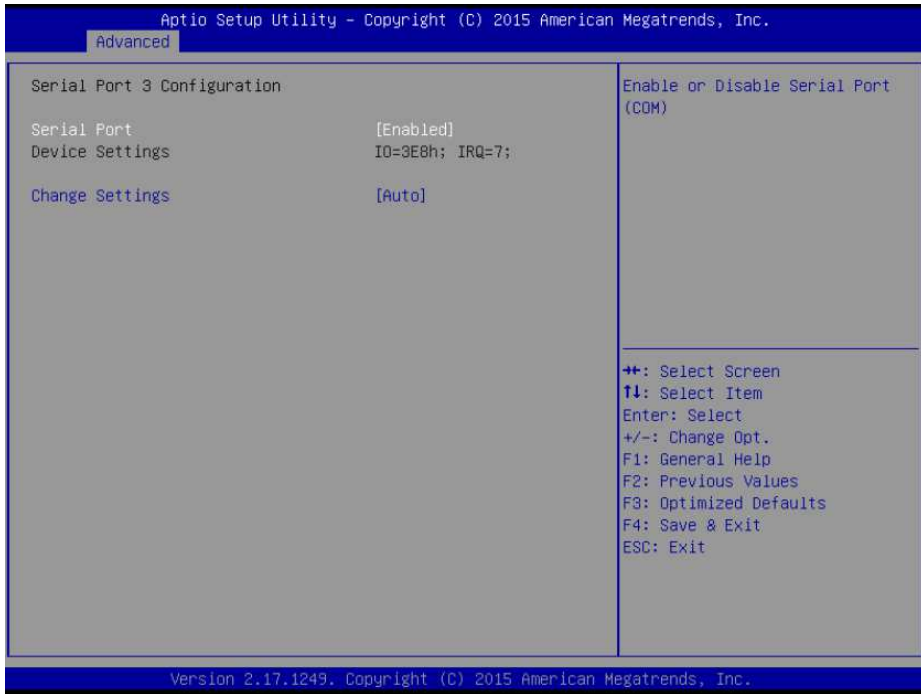 Aptio Setup Utility – Copyright (C) 2015 American Megatrends, Inc.
Advanced
Serial Port 3 Configuration
Serial Port [Enabled]
Device Settings IO=3E8h; IRQ=7;
Change Settings [Auto]
Enable or Disable Serial Port
(COM)
→←: Select Screen
↑↓: Select Item
Enter: Select
+/-: Change Opt.
F1: General Help
F2: Previous Values
F3: Optimized Defaults
F4: Save & Exit
ESC: Exit
Version 2.17.1249. Copyright (C) 2015 American Megatrends, Inc.